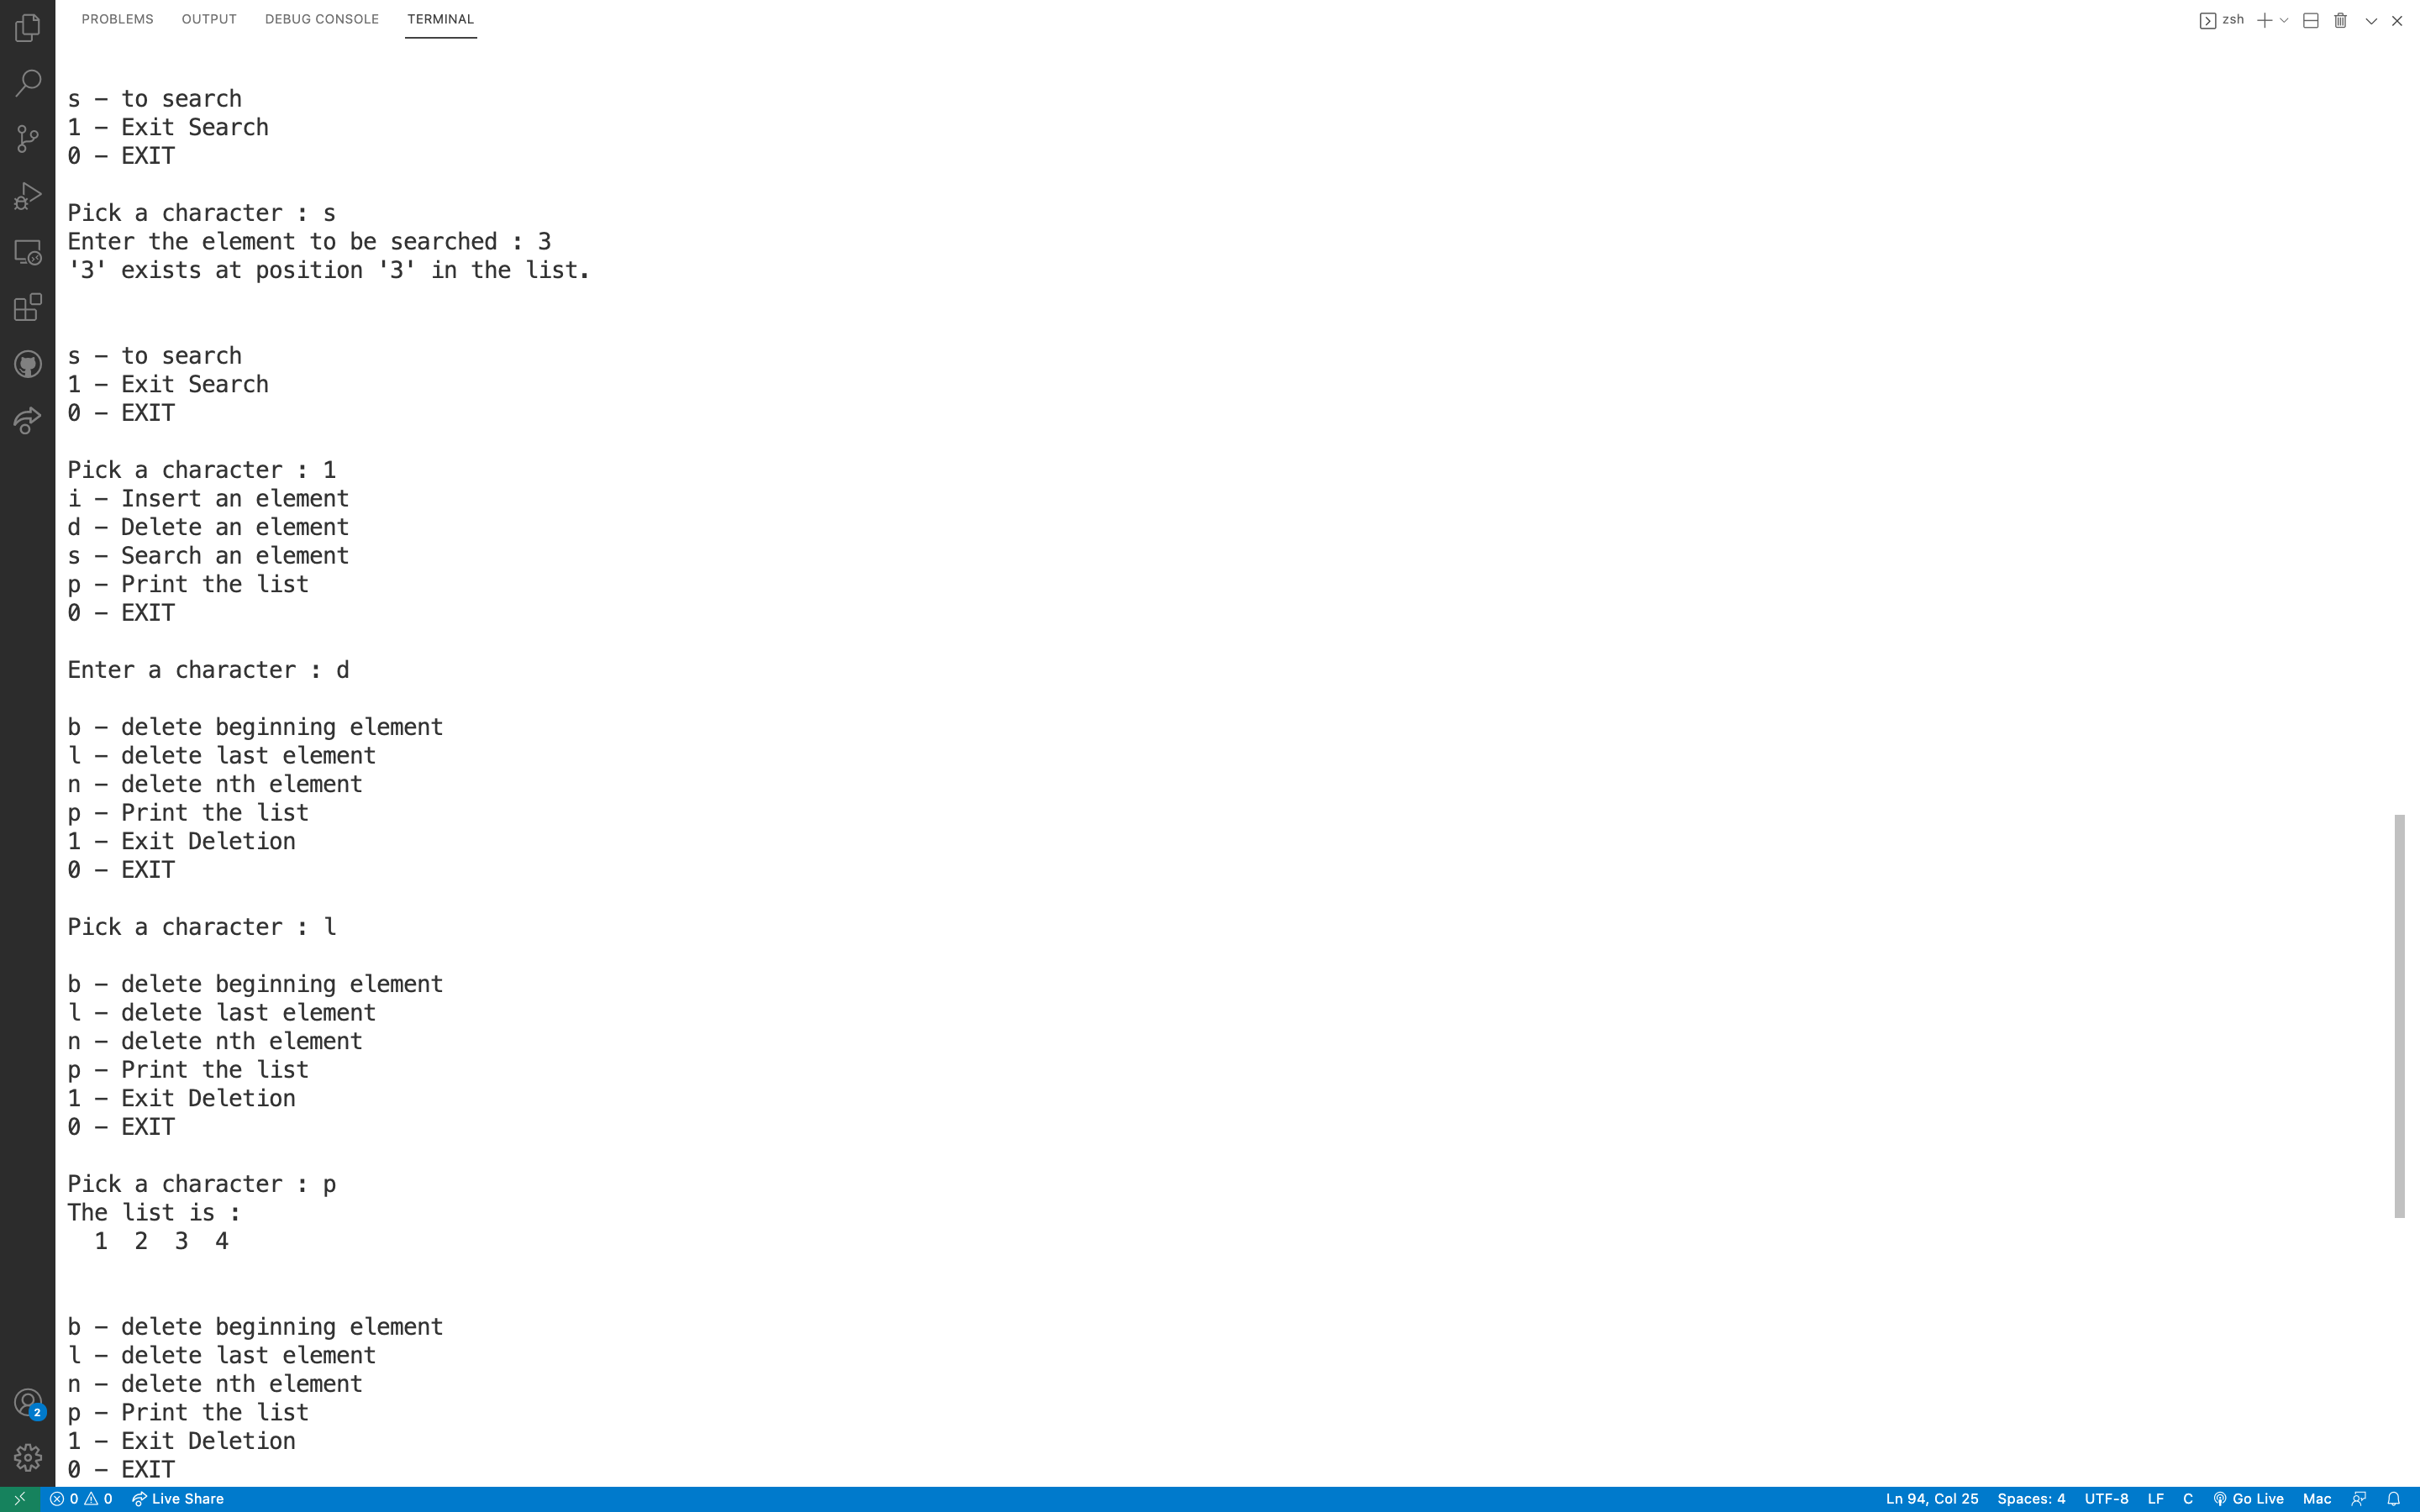 PROBLEMS OUTPUT DEBUG CONSOLE TERMINAL zsh
s - to search
1 - Exit Search
0 - EXIT
Pick a character : s
Enter the element to be searched : 3
'3' exists at position '3' in the list.
s - to search
1 - Exit Search
0 - EXIT
Pick a character : 1
i - Insert an element
d - Delete an element
s - Search an element
p - Print the list
0 - EXIT
Enter a character : d
b - delete beginning element
l - delete last element
n - delete nth element
p - Print the list
1 - Exit Deletion
0 - EXIT
Pick a character : l
b - delete beginning element
l - delete last element
n - delete nth element
p - Print the list
1 - Exit Deletion
0 - EXIT
Pick a character : p
The list is :
1 2 3 4
b - delete beginning element
l - delete last element
n - delete nth element
p - Print the list
1 - Exit Deletion
0 - EXIT
2
0 0 Live Share Ln 94, Col 25 Spaces: 4 UTF-8 LF C Go Live Mac